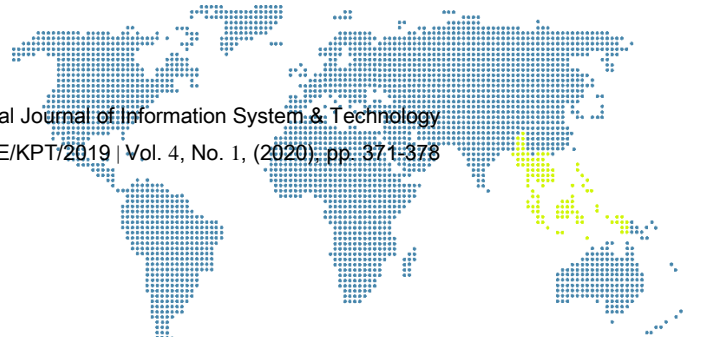 al Journal of Information System & Technology
E/KPT/2019 | Vol. 4, No. 1, (2020), pp. 371-378